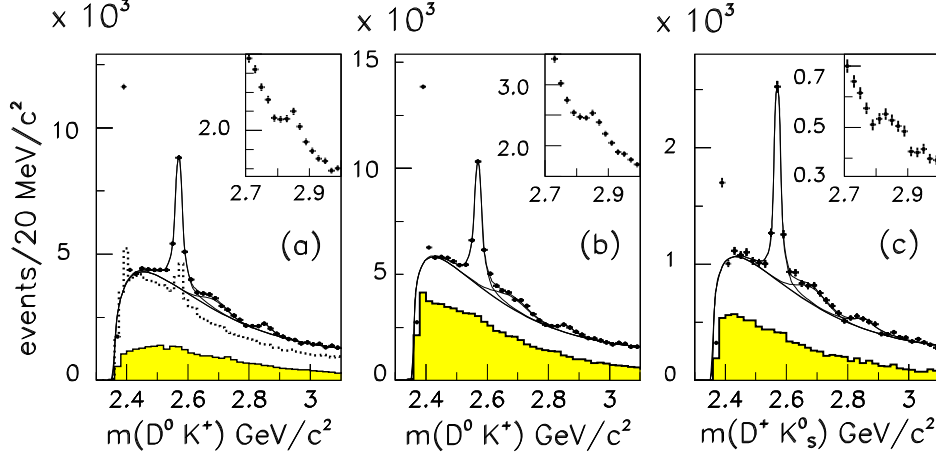 x 10³ x 10³ x 10³
events/20 MeV/c²
10
5
0
2.0
2.7 2.9
(a)
2.4 2.6 2.8 3
m(D⁰ K⁺) GeV/c²
15
10
5
0
3.0
2.0
2.7 2.9
(b)
2.4 2.6 2.8 3
m(D⁰ K⁺) GeV/c²
2
1
0
0.7
0.5
0.3
2.7 2.9
(c)
2.4 2.6 2.8 3
m(D⁺ K⁰ₛ) GeV/c²